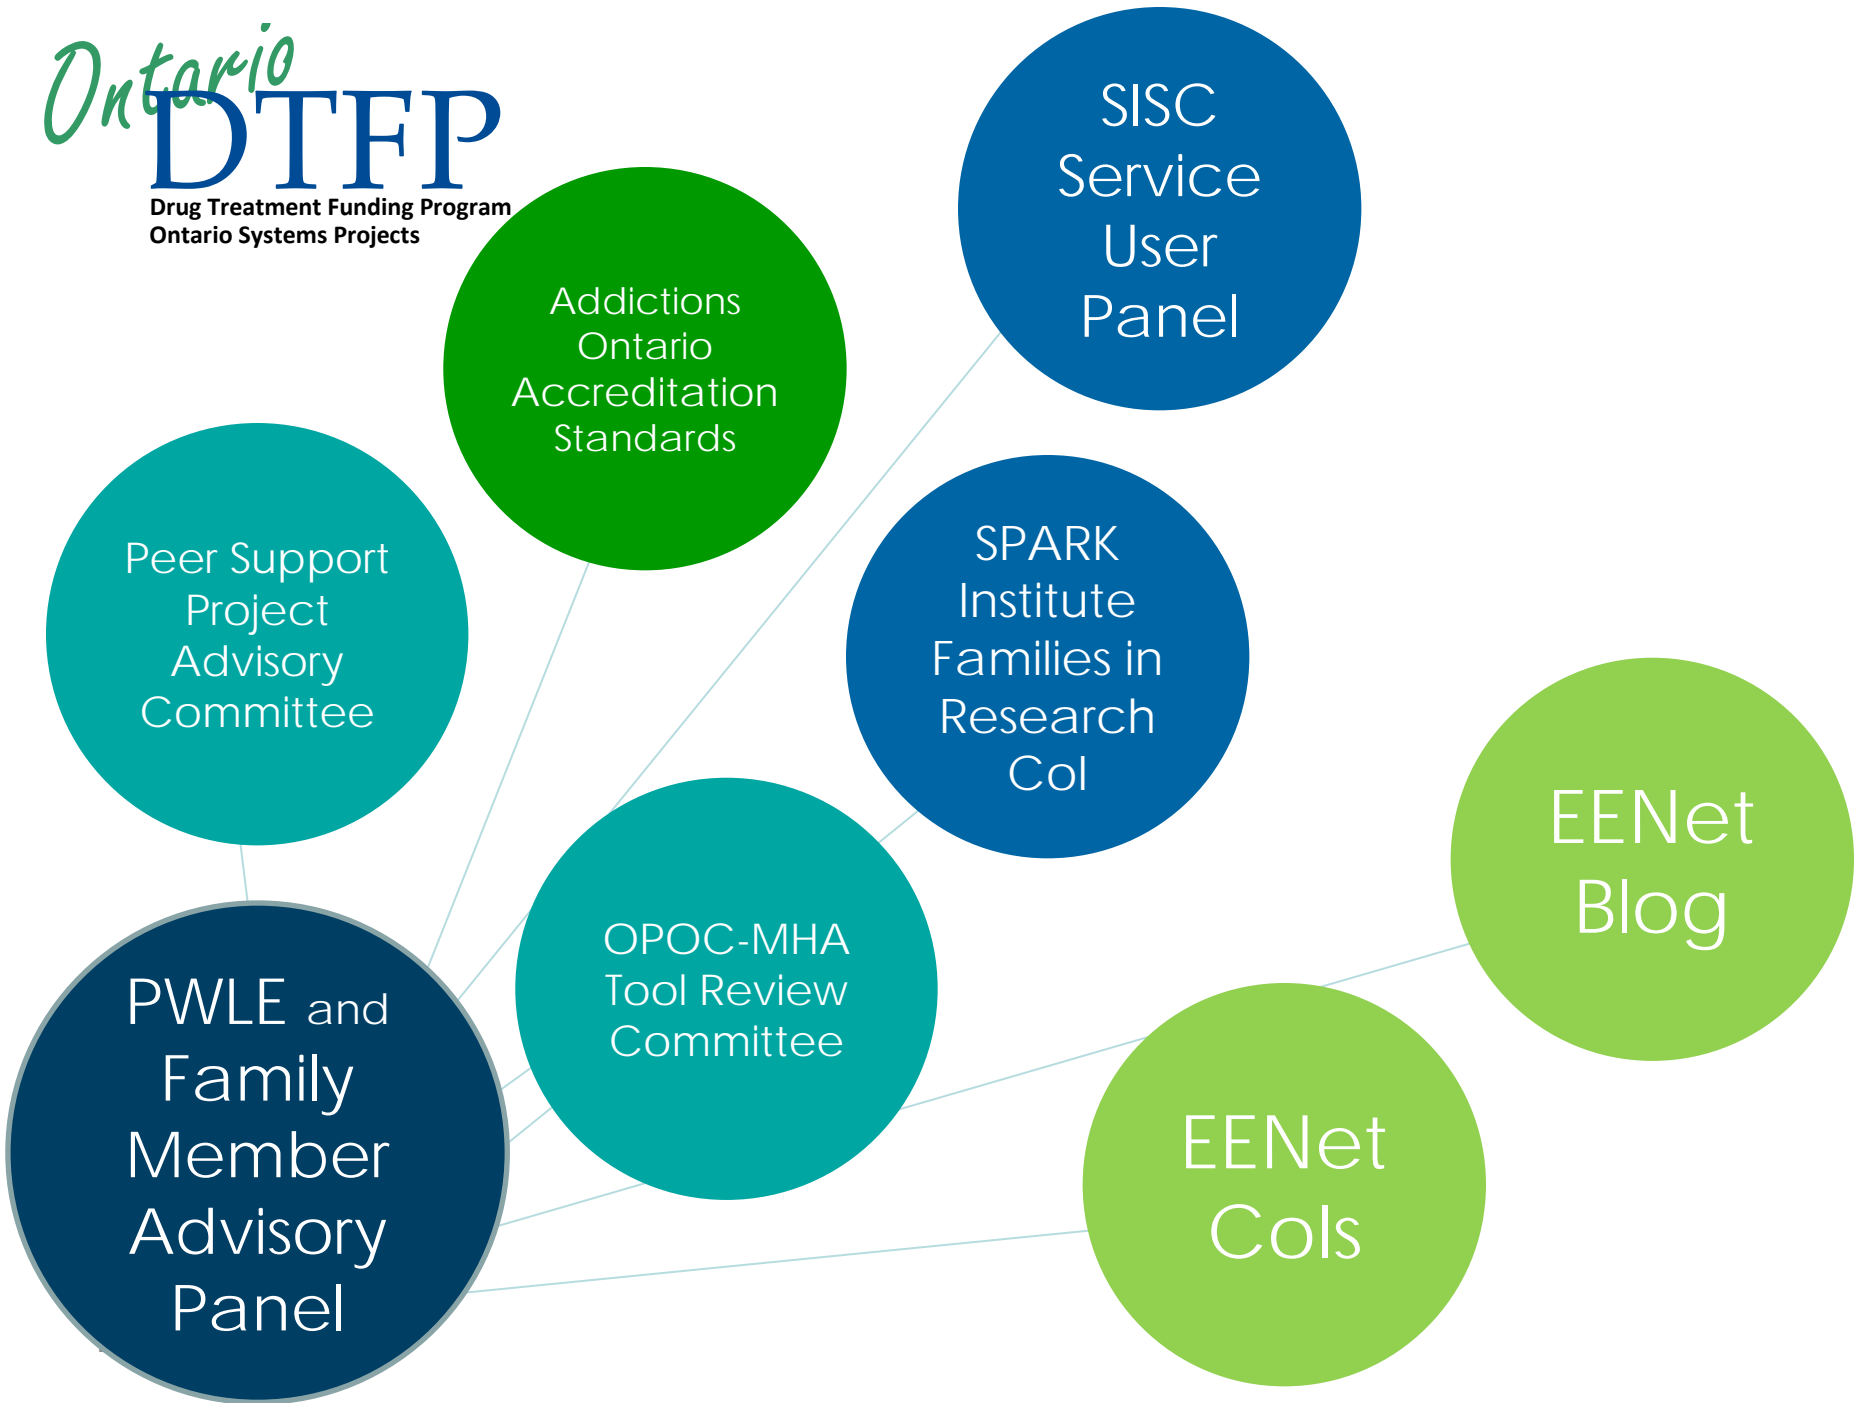 Ontario
DTFP
Drug Treatment Funding Program
Ontario Systems Projects
SISC
Service
User
Panel
Addictions
Ontario
Accreditation
Standards
Peer Support
Project
Advisory
Committee
SPARK
Institute
Families in
Research
Col
EENet
Blog
OPOC-MHA
Tool Review
Committee
PWLE and
Family
Member
Advisory
Panel
EENet
Cols